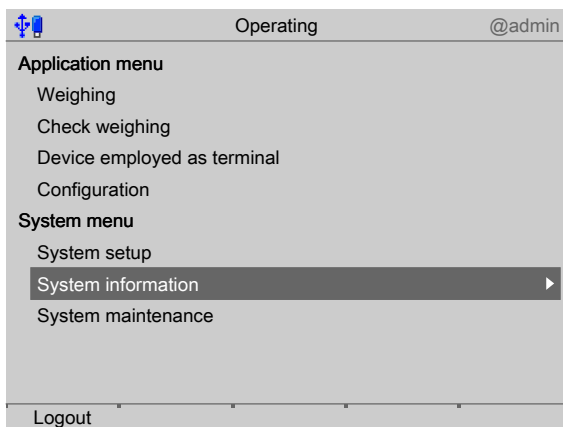 Operating @admin
Application menu
Weighing
Check weighing
Device employed as terminal
Configuration
System menu
System setup
System information
System maintenance
Logout